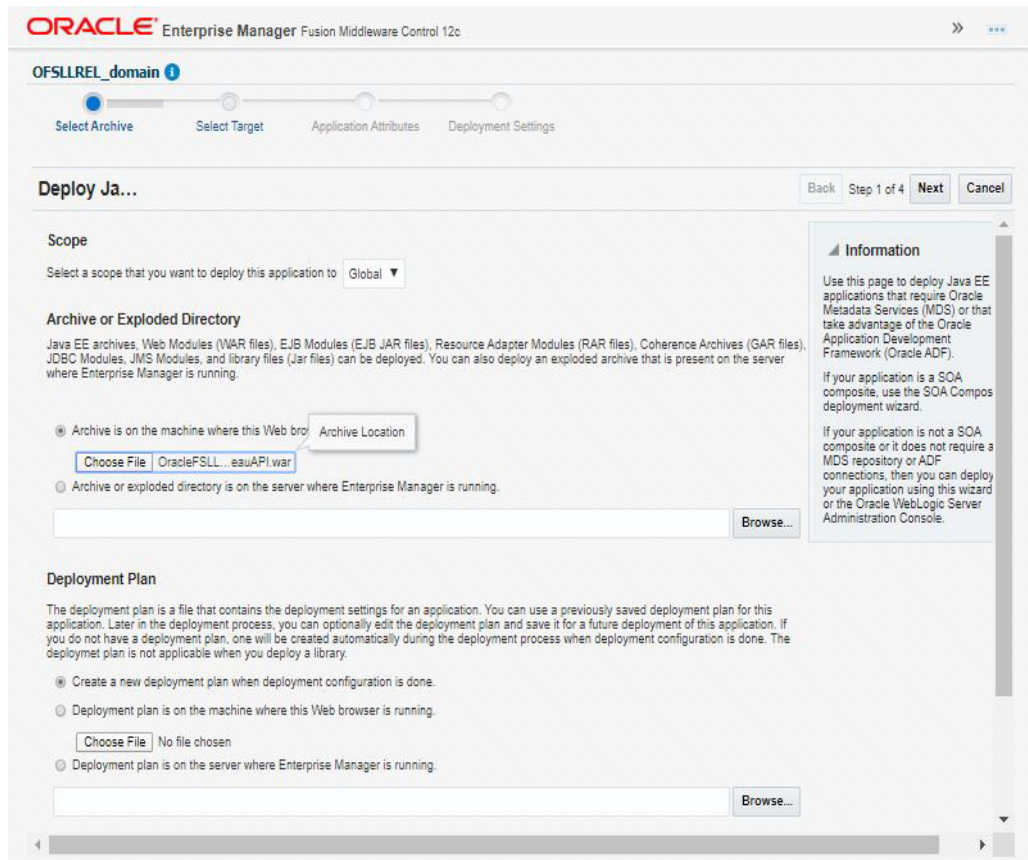 ORACLE Enterprise Manager Fusion Middleware Control 12c
OFSLLREL_domain
Select Archive
Select Target
Application Attributes
Deployment Settings
Deploy Ja...
Back Step 1 of 4 Next Cancel
Scope
Select a scope that you want to deploy this application to Global
Archive or Exploded Directory
Java EE archives, Web Modules (WAR files), EJB Modules (EJB JAR files), Resource Adapter Modules (RAR files), Coherence Archives (GAR files),
JDBC Modules, JMS Modules, and library files (Jar files) can be deployed. You can also deploy an exploded archive that is present on the server
where Enterprise Manager is running.
Archive is on the machine where this Web bro
Archive Location
Choose File OracleFSLL...eauAPI.war
Archive or exploded directory is on the server where Enterprise Manager is running.
Browse...
Deployment Plan
The deployment plan is a file that contains the deployment settings for an application. You can use a previously saved deployment plan for this
application. Later in the deployment process, you can optionally edit the deployment plan and save it for a future deployment of this application. If
you do not have a deployment plan, one will be created automatically during the deployment process when deployment configuration is done. The
deploymet plan is not applicable when you deploy a library.
Create a new deployment plan when deployment configuration is done.
Deployment plan is on the machine where this Web browser is running.
Choose File No file chosen
Deployment plan is on the server where Enterprise Manager is running.
Browse...
Information
Use this page to deploy Java EE
applications that require Oracle
Metadata Services (MDS) or that
take advantage of the Oracle
Application Development
Framework (Oracle ADF).
If your application is a SOA
composite, use the SOA Compos
deployment wizard.
If your application is not a SOA
composite or it does not require a
MDS repository or ADF
connections, then you can deploy
your application using this wizard
or the Oracle WebLogic Server
Administration Console.